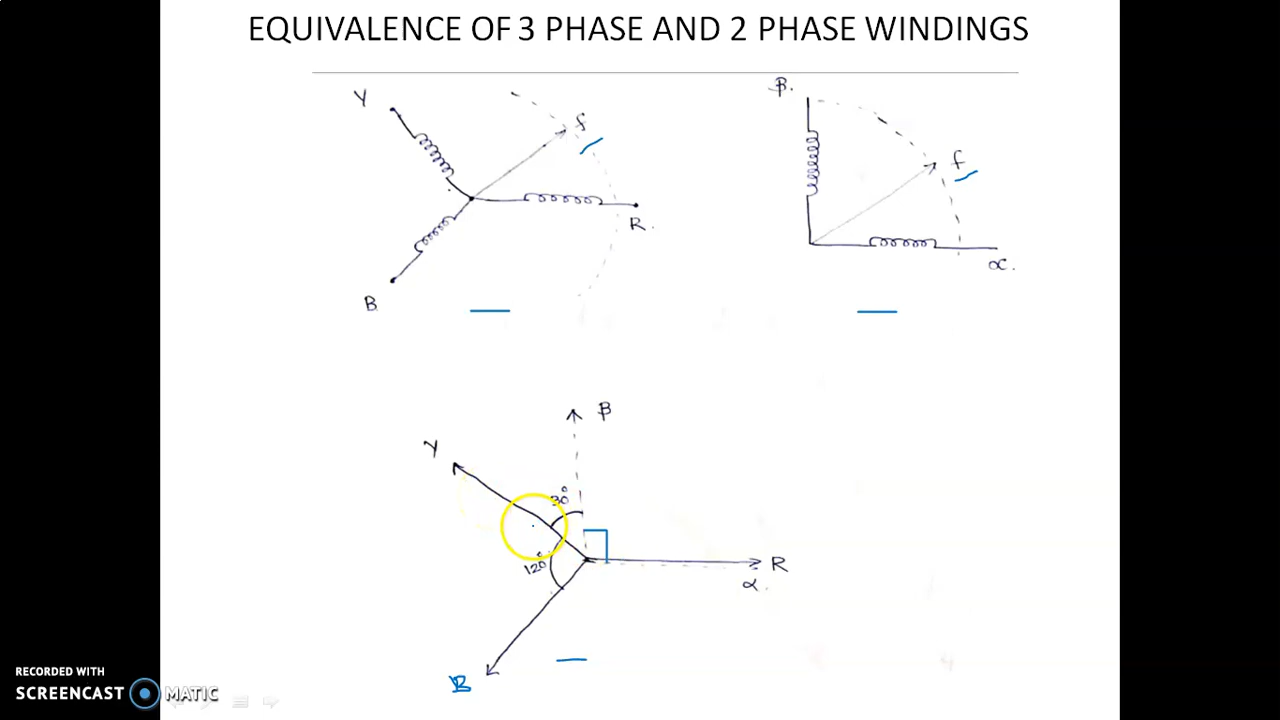 EQUIVALENCE OF 3 PHASE AND 2 PHASE WINDINGS
Y
f
R.
B
β.
f
α.
β
Y
30°
120°
R
α.
B
RECORDED WITH
SCREENCAST MATIC